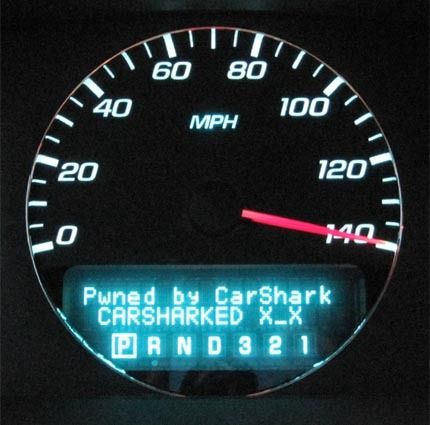 60 80
40 100
MPH
20 120
0 140
Pwned by CarShark
CARSHARKED X_X
P R N D 3 2 1